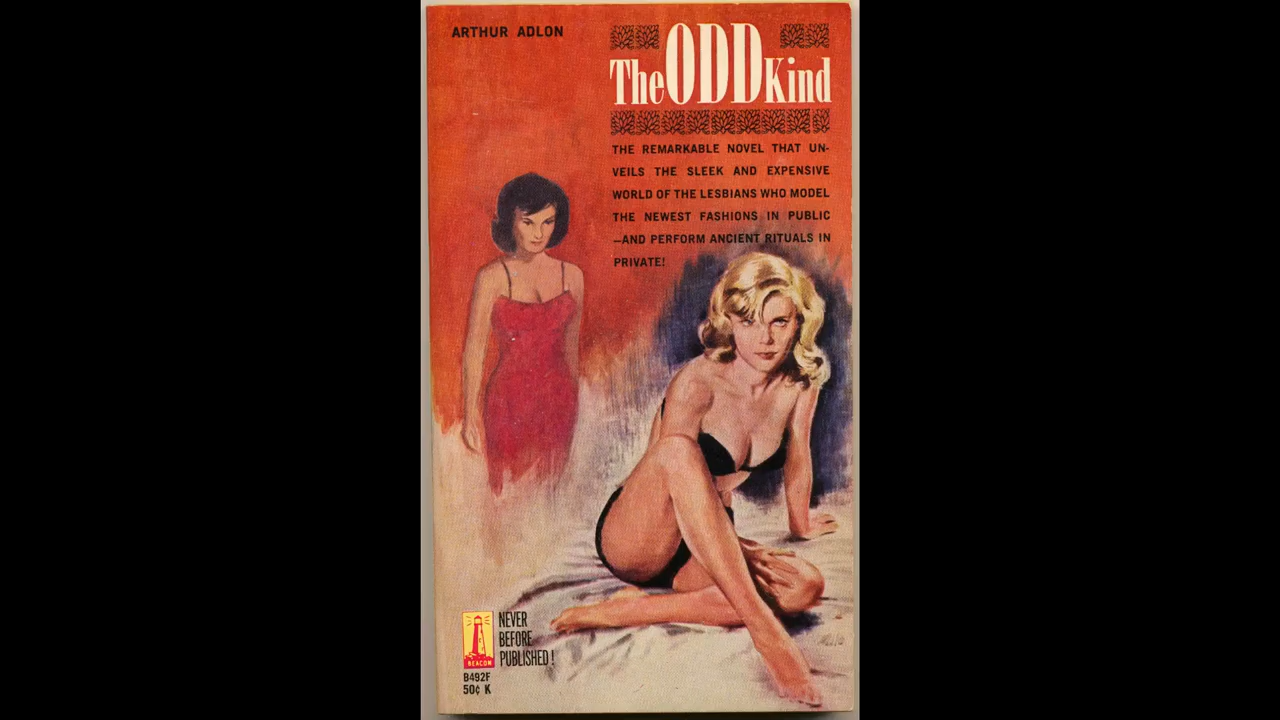 ARTHUR ADLON
The ODD Kind
THE REMARKABLE NOVEL THAT UN-
VEILS THE SLEEK AND EXPENSIVE
WORLD OF THE LESBIANS WHO MODEL
THE NEWEST FASHIONS IN PUBLIC
—AND PERFORM ANCIENT RITUALS IN
PRIVATE!
NEVER
BEFORE
PUBLISHED!
BEACON
B492F
50¢ K